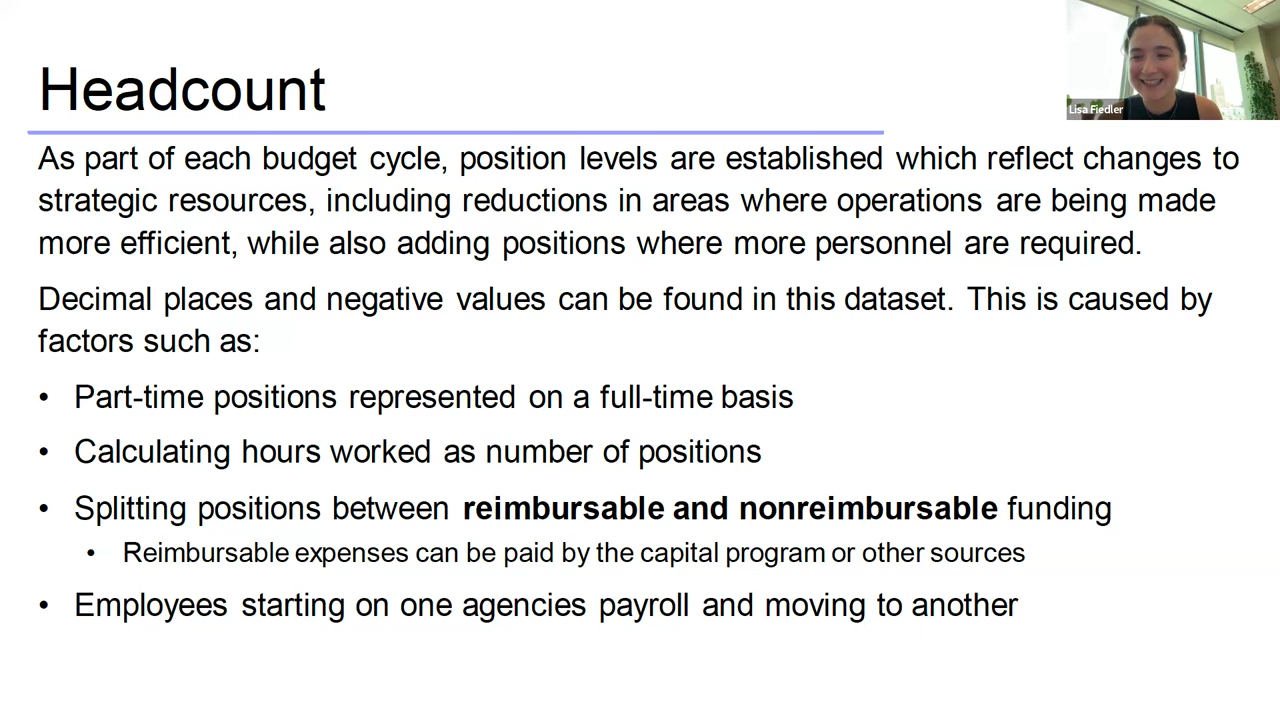 Headcount
Lisa Fiedler
As part of each budget cycle, position levels are established which reflect changes to
strategic resources, including reductions in areas where operations are being made
more efficient, while also adding positions where more personnel are required.
Decimal places and negative values can be found in this dataset. This is caused by
factors such as:
• Part-time positions represented on a full-time basis
• Calculating hours worked as number of positions
• Splitting positions between reimbursable and nonreimbursable funding
• Reimbursable expenses can be paid by the capital program or other sources
• Employees starting on one agencies payroll and moving to another